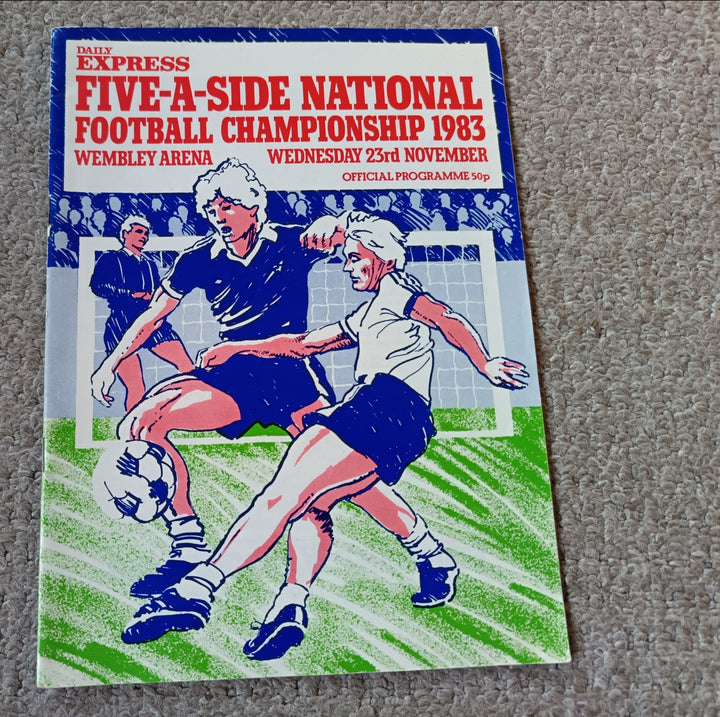 DAILY
EXPRESS
FIVE-A-SIDE NATIONAL
FOOTBALL CHAMPIONSHIP 1983
WEMBLEY ARENA WEDNESDAY 23rd NOVEMBER
OFFICIAL PROGRAMME 50p